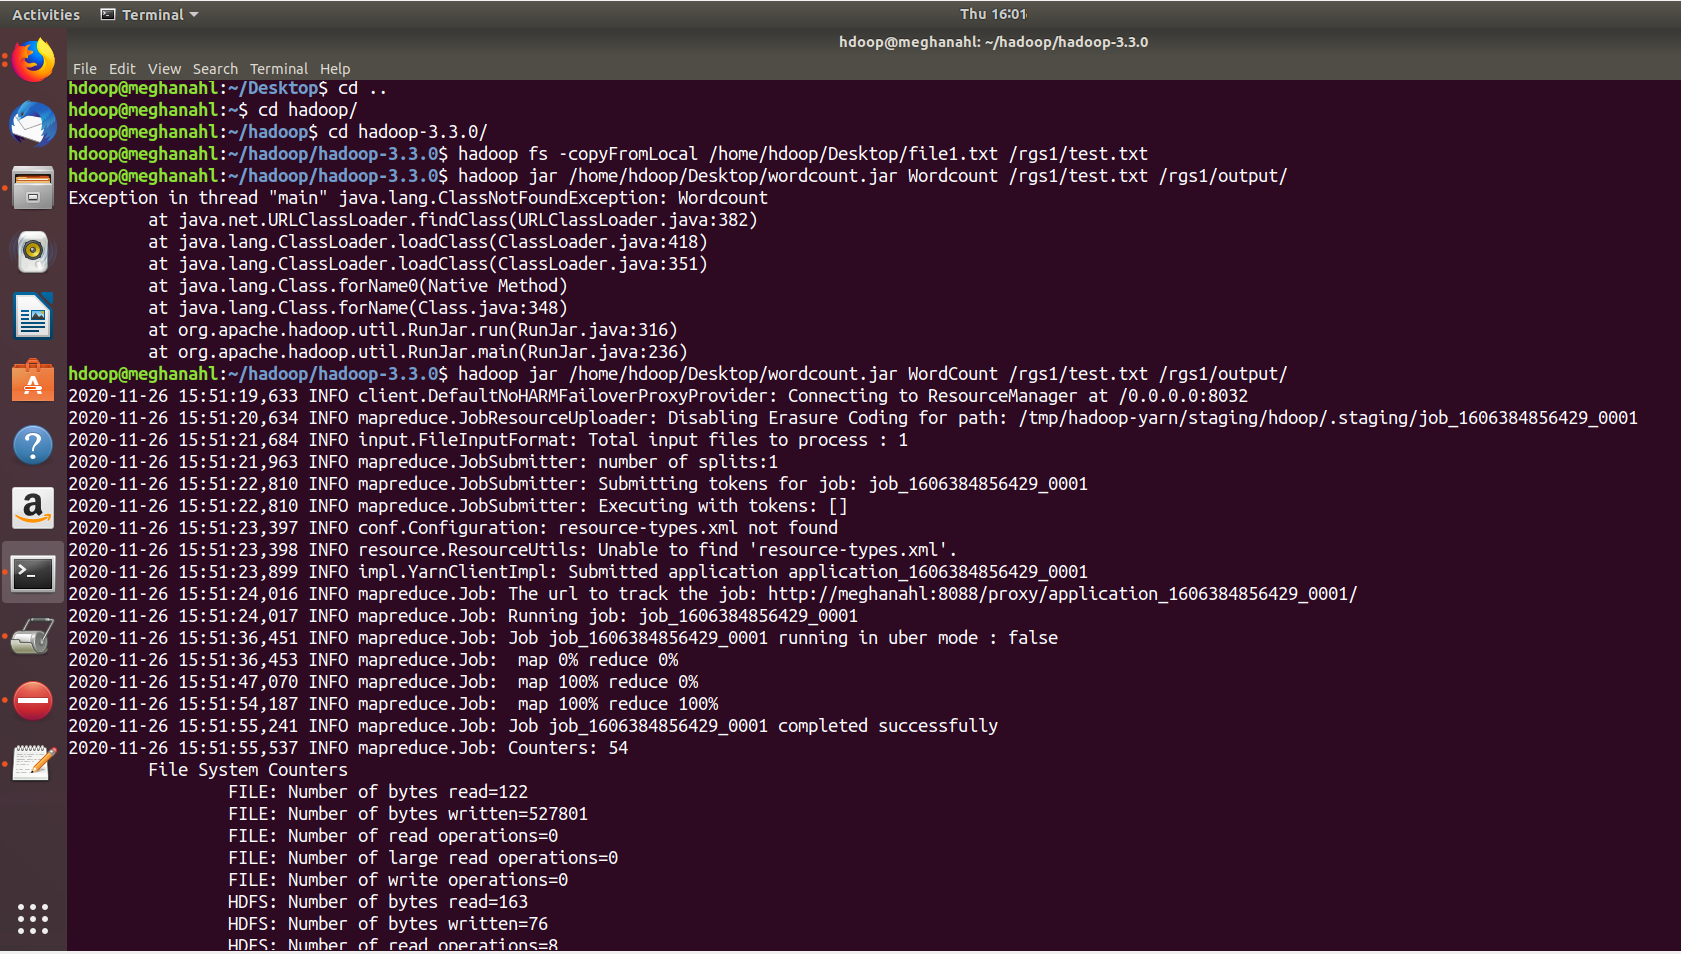 Activities Terminal Thu 16:01
hdoop@meghanahl: ~/hadoop/hadoop-3.3.0
File Edit View Search Terminal Help
hdoop@meghanahl:~/Desktop$ cd ..
hdoop@meghanahl:~$ cd hadoop/
hdoop@meghanahl:~/hadoop$ cd hadoop-3.3.0/
hdoop@meghanahl:~/hadoop/hadoop-3.3.0$ hadoop fs -copyFromLocal /home/hdoop/Desktop/file1.txt /rgs1/test.txt
hdoop@meghanahl:~/hadoop/hadoop-3.3.0$ hadoop jar /home/hdoop/Desktop/wordcount.jar Wordcount /rgs1/test.txt /rgs1/output/
Exception in thread "main" java.lang.ClassNotFoundException: Wordcount
at java.net.URLClassLoader.findClass(URLClassLoader.java:382)
at java.lang.ClassLoader.loadClass(ClassLoader.java:418)
at java.lang.ClassLoader.loadClass(ClassLoader.java:351)
at java.lang.Class.forName0(Native Method)
at java.lang.Class.forName(Class.java:348)
at org.apache.hadoop.util.RunJar.run(RunJar.java:316)
at org.apache.hadoop.util.RunJar.main(RunJar.java:236)
hdoop@meghanahl:~/hadoop/hadoop-3.3.0$ hadoop jar /home/hdoop/Desktop/wordcount.jar WordCount /rgs1/test.txt /rgs1/output/
2020-11-26 15:51:19,633 INFO client.DefaultNoHARMFailoverProxyProvider: Connecting to ResourceManager at /0.0.0.0:8032
2020-11-26 15:51:20,634 INFO mapreduce.JobResourceUploader: Disabling Erasure Coding for path: /tmp/hadoop-yarn/staging/hdoop/.staging/job_1606384856429_0001
2020-11-26 15:51:21,684 INFO input.FileInputFormat: Total input files to process : 1
2020-11-26 15:51:21,963 INFO mapreduce.JobSubmitter: number of splits:1
2020-11-26 15:51:22,810 INFO mapreduce.JobSubmitter: Submitting tokens for job: job_1606384856429_0001
2020-11-26 15:51:22,810 INFO mapreduce.JobSubmitter: Executing with tokens: []
2020-11-26 15:51:23,397 INFO conf.Configuration: resource-types.xml not found
2020-11-26 15:51:23,398 INFO resource.ResourceUtils: Unable to find 'resource-types.xml'.
2020-11-26 15:51:23,899 INFO impl.YarnClientImpl: Submitted application application_1606384856429_0001
2020-11-26 15:51:24,016 INFO mapreduce.Job: The url to track the job: http://meghanahl:8088/proxy/application_1606384856429_0001/
2020-11-26 15:51:24,017 INFO mapreduce.Job: Running job: job_1606384856429_0001
2020-11-26 15:51:36,451 INFO mapreduce.Job: Job job_1606384856429_0001 running in uber mode : false
2020-11-26 15:51:36,453 INFO mapreduce.Job:  map 0% reduce 0%
2020-11-26 15:51:47,070 INFO mapreduce.Job:  map 100% reduce 0%
2020-11-26 15:51:54,187 INFO mapreduce.Job:  map 100% reduce 100%
2020-11-26 15:51:55,241 INFO mapreduce.Job: Job job_1606384856429_0001 completed successfully
2020-11-26 15:51:55,537 INFO mapreduce.Job: Counters: 54
File System Counters
FILE: Number of bytes read=122
FILE: Number of bytes written=527801
FILE: Number of read operations=0
FILE: Number of large read operations=0
FILE: Number of write operations=0
HDFS: Number of bytes read=163
HDFS: Number of bytes written=76
HDFS: Number of read operations=8